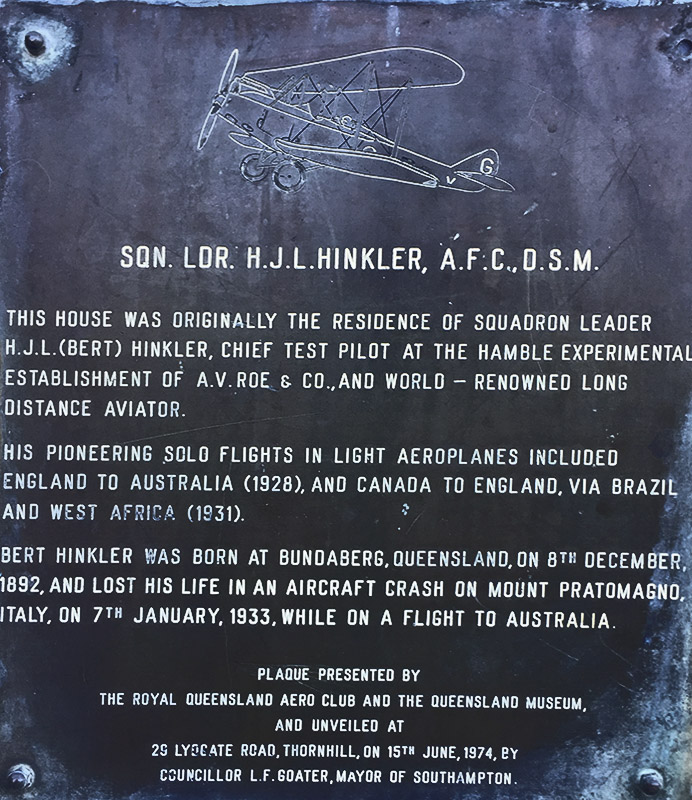 G
V
SQN. LDR. H.J.L. HINKLER, A.F.C., D.S.M.
THIS HOUSE WAS ORIGINALLY THE RESIDENCE OF SQUADRON LEADER
H.J.L. (BERT) HINKLER, CHIEF TEST PILOT AT THE HAMBLE EXPERIMENTAL
ESTABLISHMENT OF A.V. ROE & CO., AND WORLD – RENOWNED LONG
DISTANCE AVIATOR.
HIS PIONEERING SOLO FLIGHTS IN LIGHT AEROPLANES INCLUDED
ENGLAND TO AUSTRALIA (1928), AND CANADA TO ENGLAND, VIA BRAZIL
AND WEST AFRICA (1931).
BERT HINKLER WAS BORN AT BUNDABERG, QUEENSLAND, ON 8TH DECEMBER,
1892, AND LOST HIS LIFE IN AN AIRCRAFT CRASH ON MOUNT PRATOMAGNO,
ITALY, ON 7TH JANUARY, 1933, WHILE ON A FLIGHT TO AUSTRALIA.
PLAQUE PRESENTED BY
THE ROYAL QUEENSLAND AERO CLUB AND THE QUEENSLAND MUSEUM,
AND UNVEILED AT
29 LYDGATE ROAD, THORNHILL, ON 15TH JUNE, 1974, BY
COUNCILLOR L.F. GOATER, MAYOR OF SOUTHAMPTON.